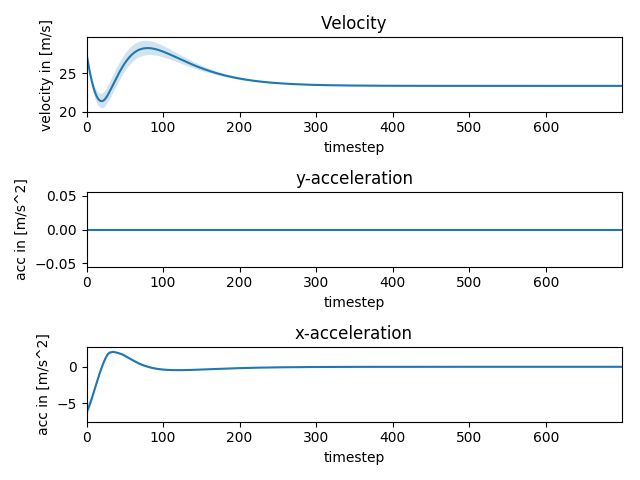 Velocity
velocity in [m/s]
25
20
0 100 200 300 400 500 600
timestep
y-acceleration
acc in [m/s^2]
0.05
0.00
−0.05
0 100 200 300 400 500 600
timestep
x-acceleration
acc in [m/s^2]
0
−5
0 100 200 300 400 500 600
timestep